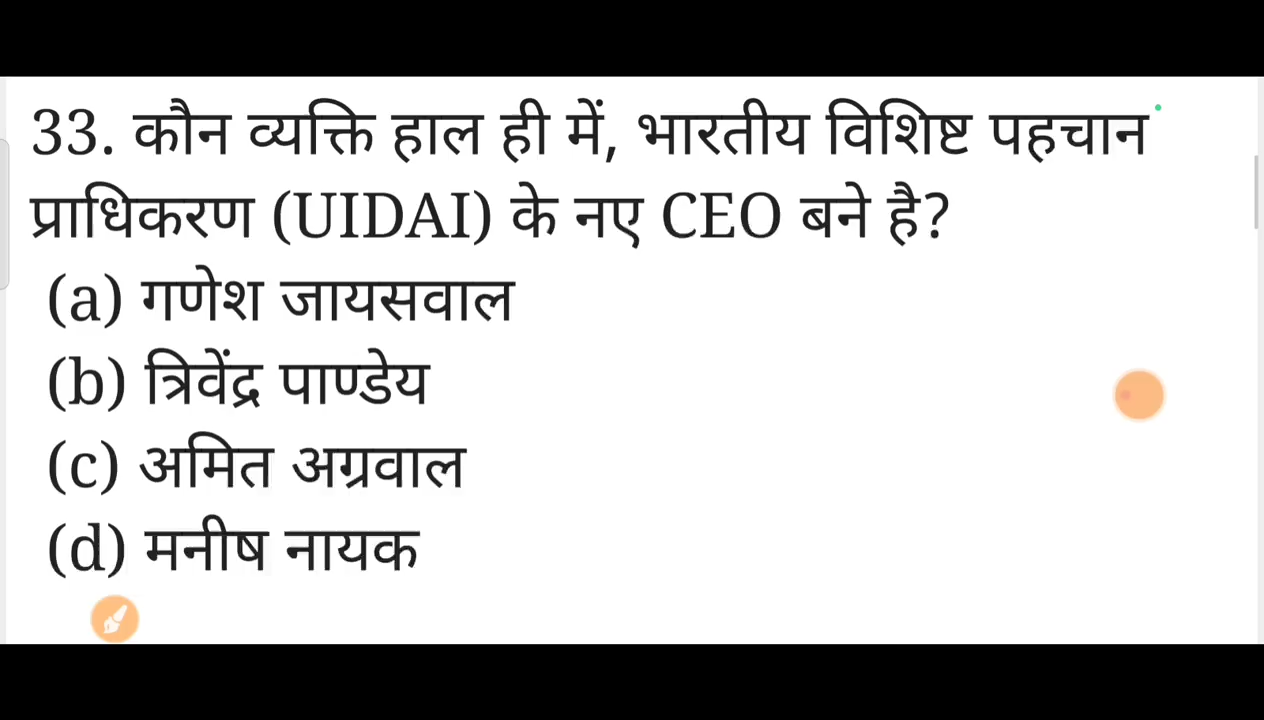 33. कौन व्यक्ति हाल ही में, भारतीय विशिष्ट पहचान
प्राधिकरण (UIDAI) के नए CEO बने है?
(a) गणेश जायसवाल
(b) त्रिवेंद्र पाण्डेय
(c) अमित अग्रवाल
(d) मनीष नायक